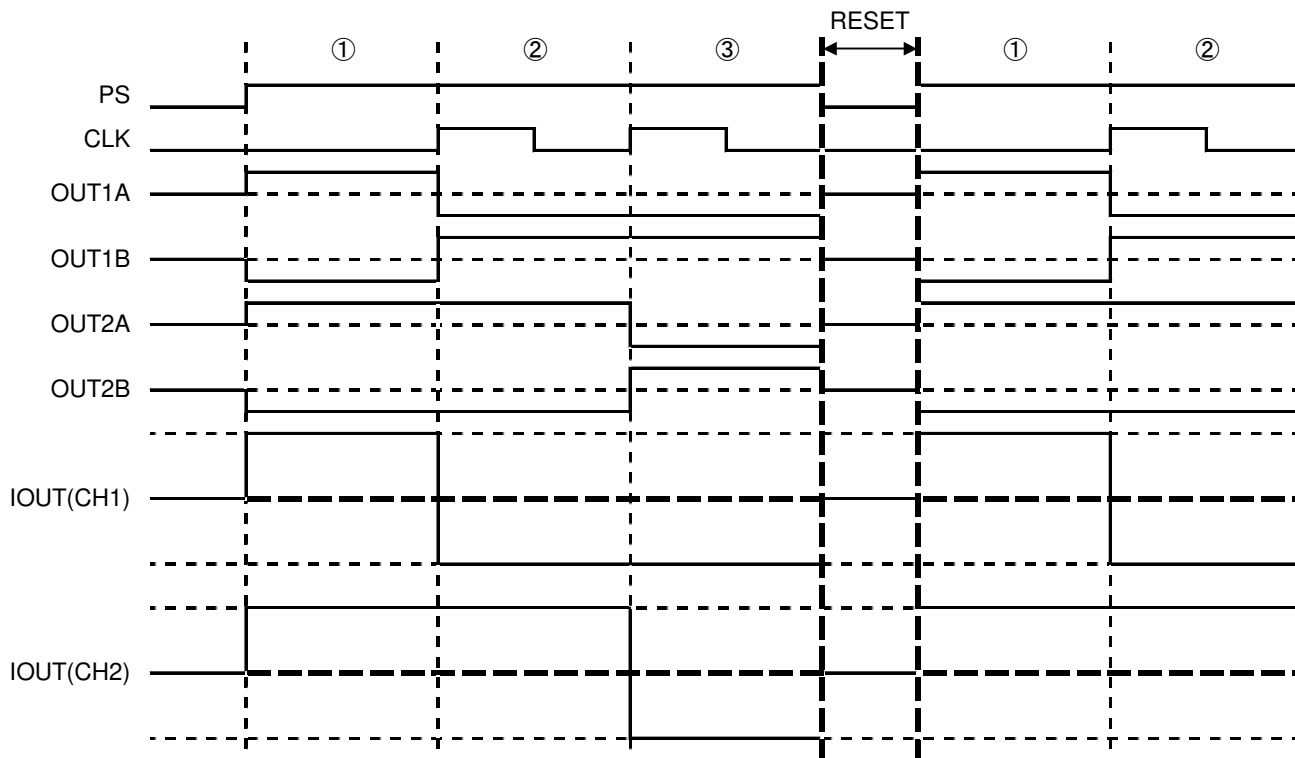 RESET
① ② ③ ① ②
PS
CLK
OUT1A
OUT1B
OUT2A
OUT2B
IOUT(CH1)
IOUT(CH2)